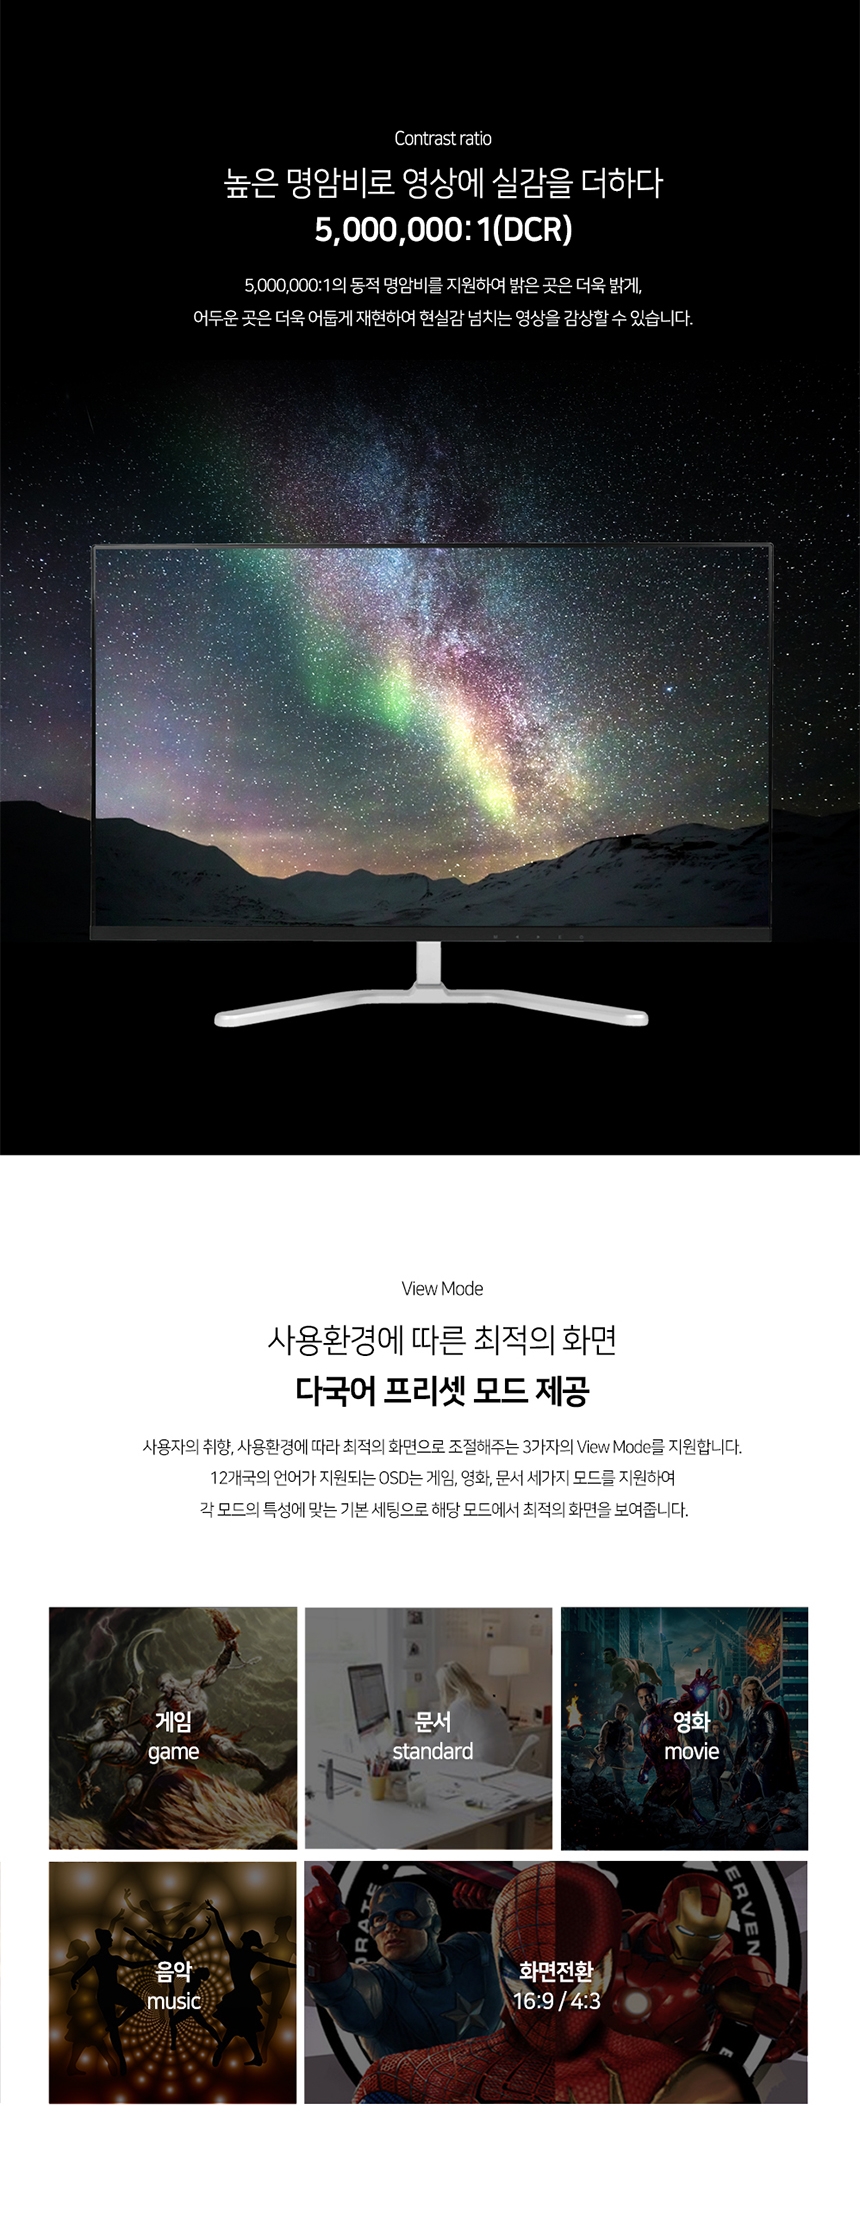 Contrast ratio
높은 명암비로 영상에 실감을 더하다
5,000,000:1(DCR)
5,000,000:1의 동적 명암비를 지원하여 밝은 곳은 더욱 밝게,
어두운 곳은 더욱 어둡게 재현하여 현실감 넘치는 영상을 감상할 수 있습니다.
View Mode
사용환경에 따른 최적의 화면
다국어 프리셋 모드 제공
사용자의 취향, 사용환경에 따라 최적의 화면으로 조절해주는 3가자의 View Mode를 지원합니다.
12개국의 언어가 지원되는 OSD는 게임, 영화, 문서 세가지 모드를 지원하여
각 모드의 특성에 맞는 기본 세팅으로 해당 모드에서 최적의 화면을 보여줍니다.
게임
game
문서
standard
영화
movie
음악
music
화면전환
16:9 / 4:3